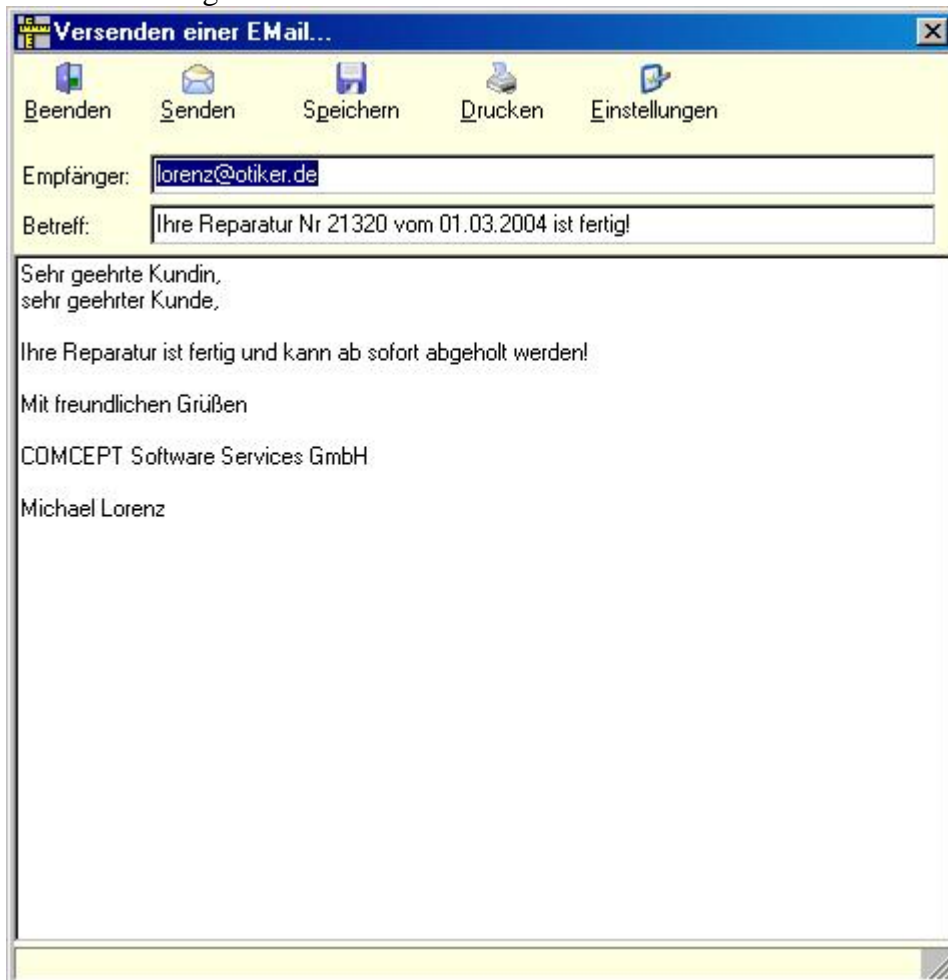 Versenden einer EMail...
Beenden Senden Speichern Drucken Einstellungen
Empfänger: lorenz@otiker.de
Betreff: Ihre Reparatur Nr 21320 vom 01.03.2004 ist fertig!
Sehr geehrte Kundin,
sehr geehrter Kunde,
Ihre Reparatur ist fertig und kann ab sofort abgeholt werden!
Mit freundlichen Grüßen
COMCEPT Software Services GmbH
Michael Lorenz